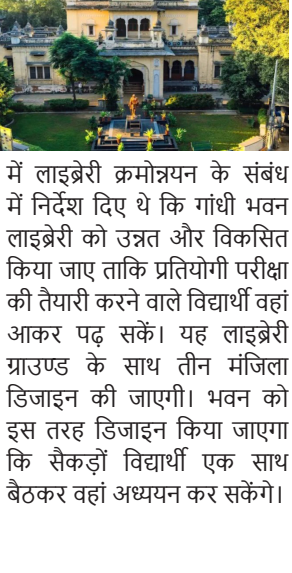 में लाइब्रेरी क्रमोन्नयन के संबंध
में निर्देश दिए थे कि गांधी भवन
लाइब्रेरी को उन्नत और विकसित
किया जाए ताकि प्रतियोगी परीक्षा
की तैयारी करने वाले विद्यार्थी वहां
आकर पढ़ सकें। यह लाइब्रेरी
ग्राउण्ड के साथ तीन मंजिला
डिजाइन की जाएगी। भवन को
इस तरह डिजाइन किया जाएगा
कि सैकड़ों विद्यार्थी एक साथ
बैठकर वहां अध्ययन कर सकेंगे।